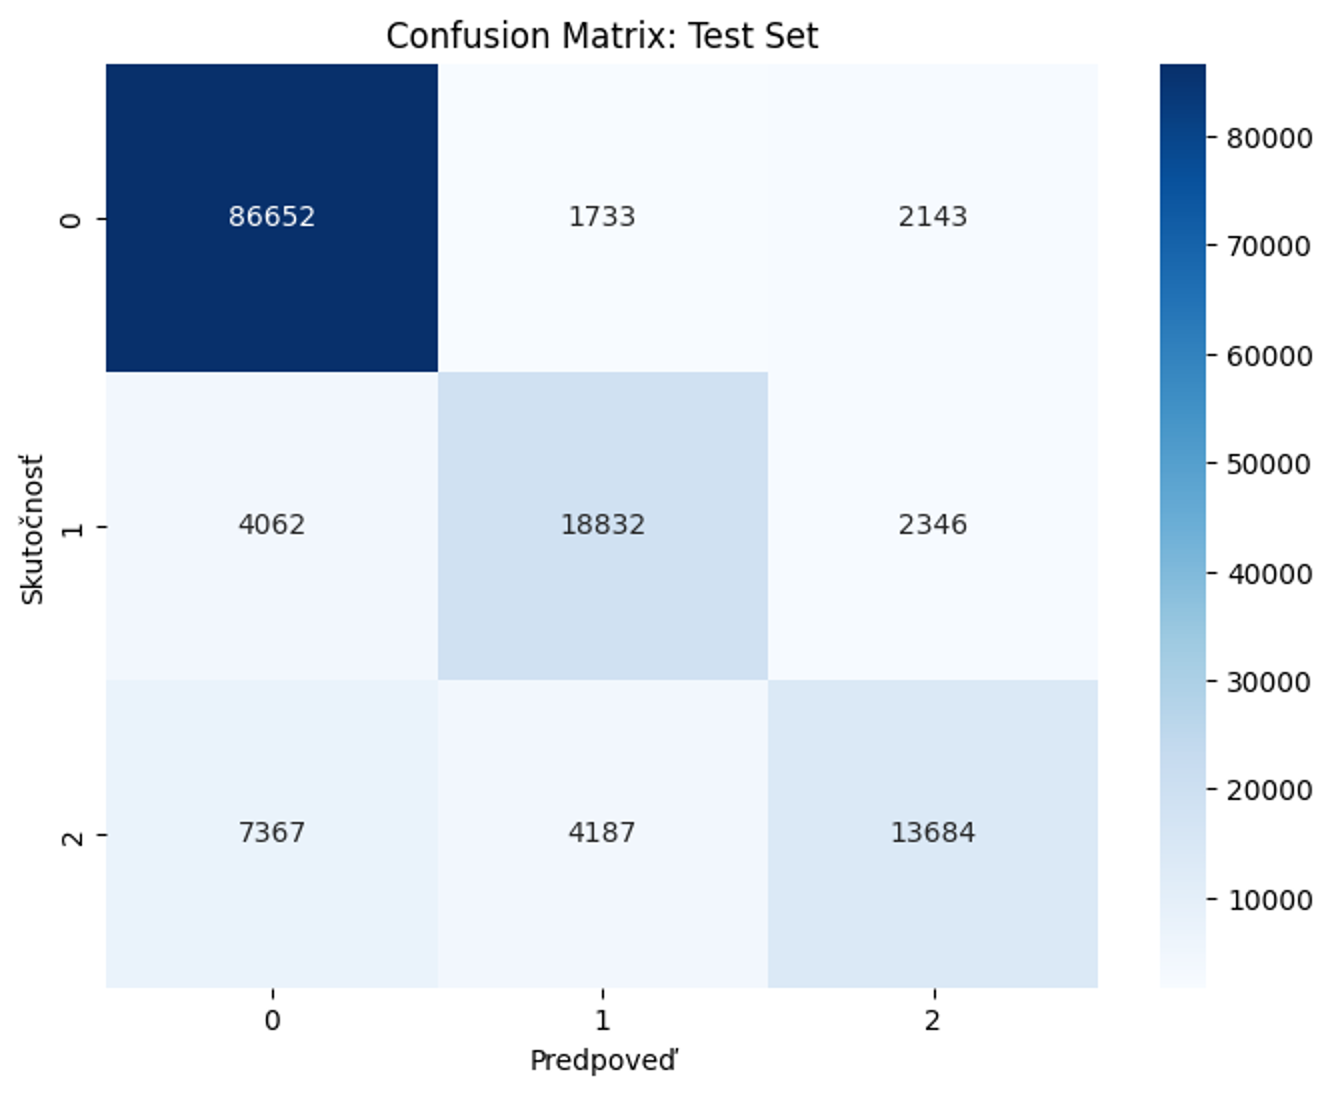 Confusion Matrix: Test Set
0 86652 1733 2143
1 4062 18832 2346
2 7367 4187 13684
0 1 2
Skutočnosť
Predpoveď
80000
70000
60000
50000
40000
30000
20000
10000